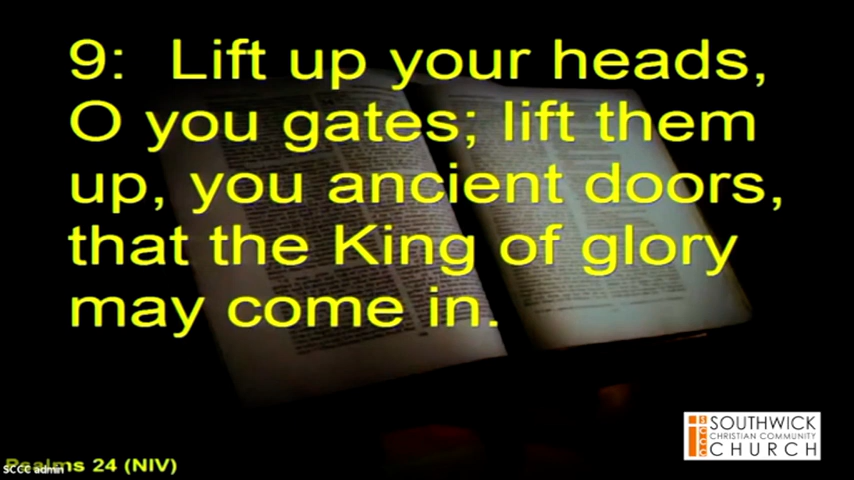 9: Lift up your heads,
O you gates; lift them
up, you ancient doors,
that the King of glory
may come in.
Psalms 24 (NIV)
SCCC admin
SOUTHWICK
CHRISTIAN COMMUNITY
CHURCH